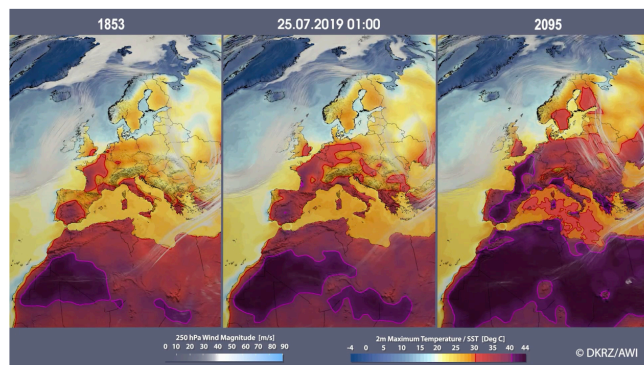 1853
25.07.2019 01:00
2095
250 hPa Wind Magnitude [m/s]
0 10 20 30 40 50 60 70 80 90
2m Maximum Temperature / SST [Deg C]
-4 0 5 10 15 20 25 30 35 40 44
© DKRZ/AWI